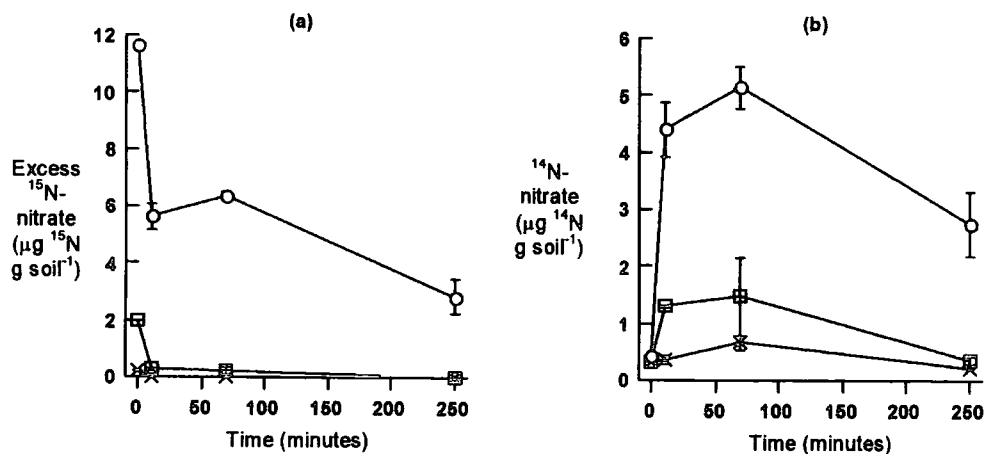 (a)
12
10
8
6
4
2
0
Excess
¹⁵N-
nitrate
(µg ¹⁵N
g soil⁻¹)
0 50 100 150 200 250
Time (minutes)
(b)
6
5
4
3
2
1
0
¹⁴N-
nitrate
(µg ¹⁴N
g soil⁻¹)
0 50 100 150 200 250
Time (minutes)